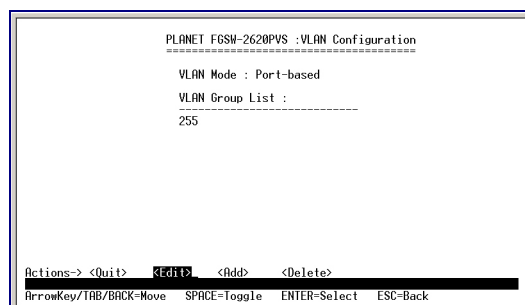 PLANET FGSW-2620PVS :VLAN Configuration
=======================================
VLAN Mode : Port-based
VLAN Group List :
----------------------------
255
Actions-> <Quit> <Edit>_ <Add> <Delete>
ArrowKey/TAB/BACK=Move SPACE=Toggle ENTER=Select ESC=Back